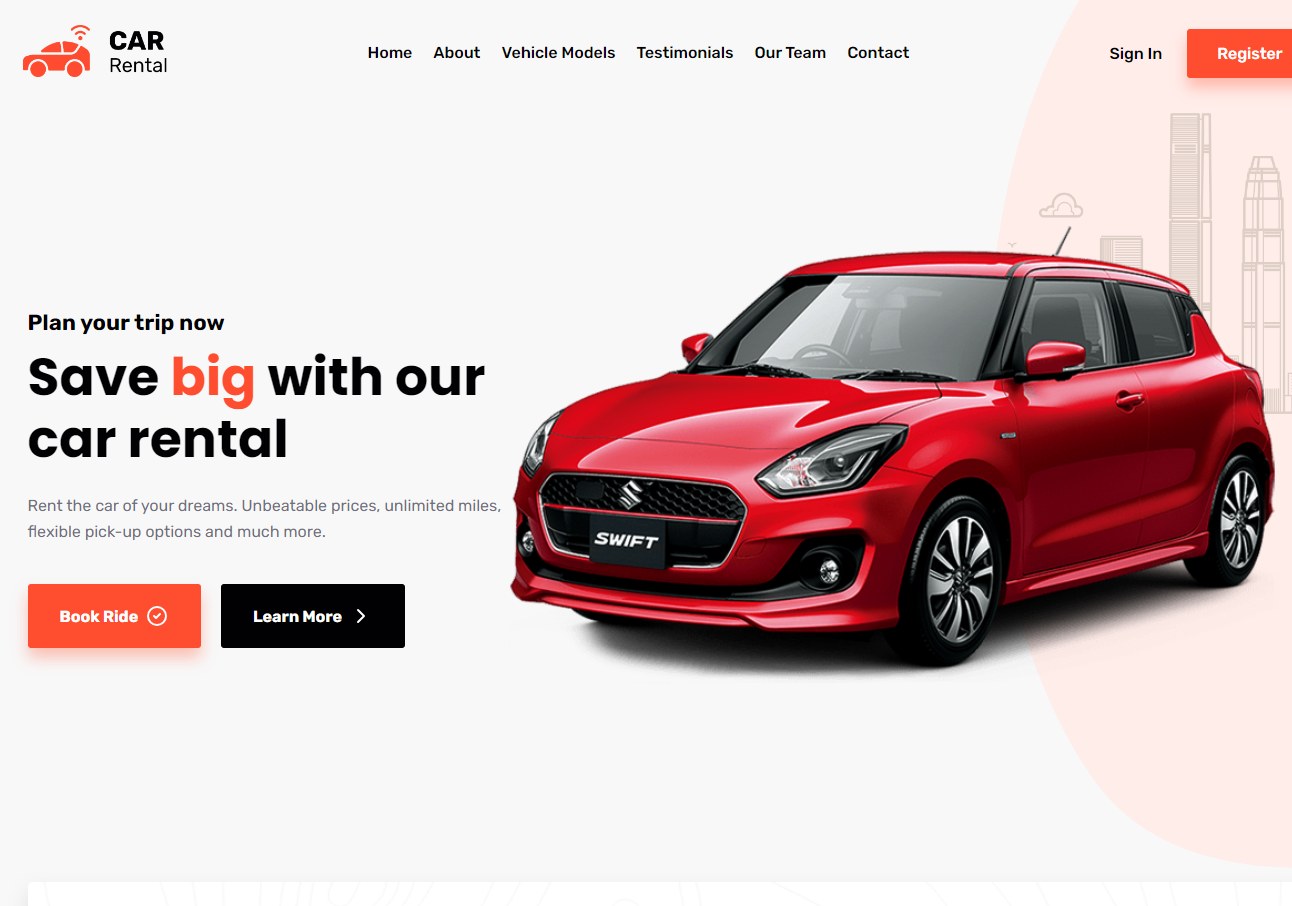 CAR
Rental
Home About Vehicle Models Testimonials Our Team Contact
Sign In Register
Plan your trip now
Save big with our
car rental
Rent the car of your dreams. Unbeatable prices, unlimited miles,
flexible pick-up options and much more.
Book Ride Learn More
SWIFT